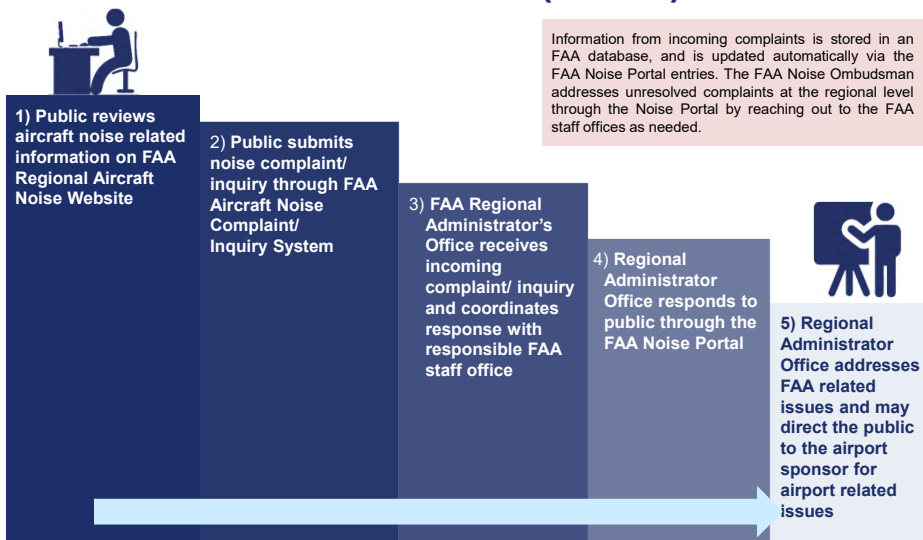 Information from incoming complaints is stored in an
FAA database, and is updated automatically via the
FAA Noise Portal entries. The FAA Noise Ombudsman
addresses unresolved complaints at the regional level
through the Noise Portal by reaching out to the FAA
staff offices as needed.
1) Public reviews
aircraft noise related
information on FAA
Regional Aircraft
Noise Website
2) Public submits
noise complaint/
inquiry through FAA
Aircraft Noise
Complaint/
Inquiry System
3) FAA Regional
Administrator's
Office receives
incoming
complaint/ inquiry
and coordinates
response with
responsible FAA
staff office
4) Regional
Administrator
Office responds to
public through the
FAA Noise Portal
5) Regional
Administrator
Office addresses
FAA related
issues and may
direct the public
to the airport
sponsor for
airport related
issues